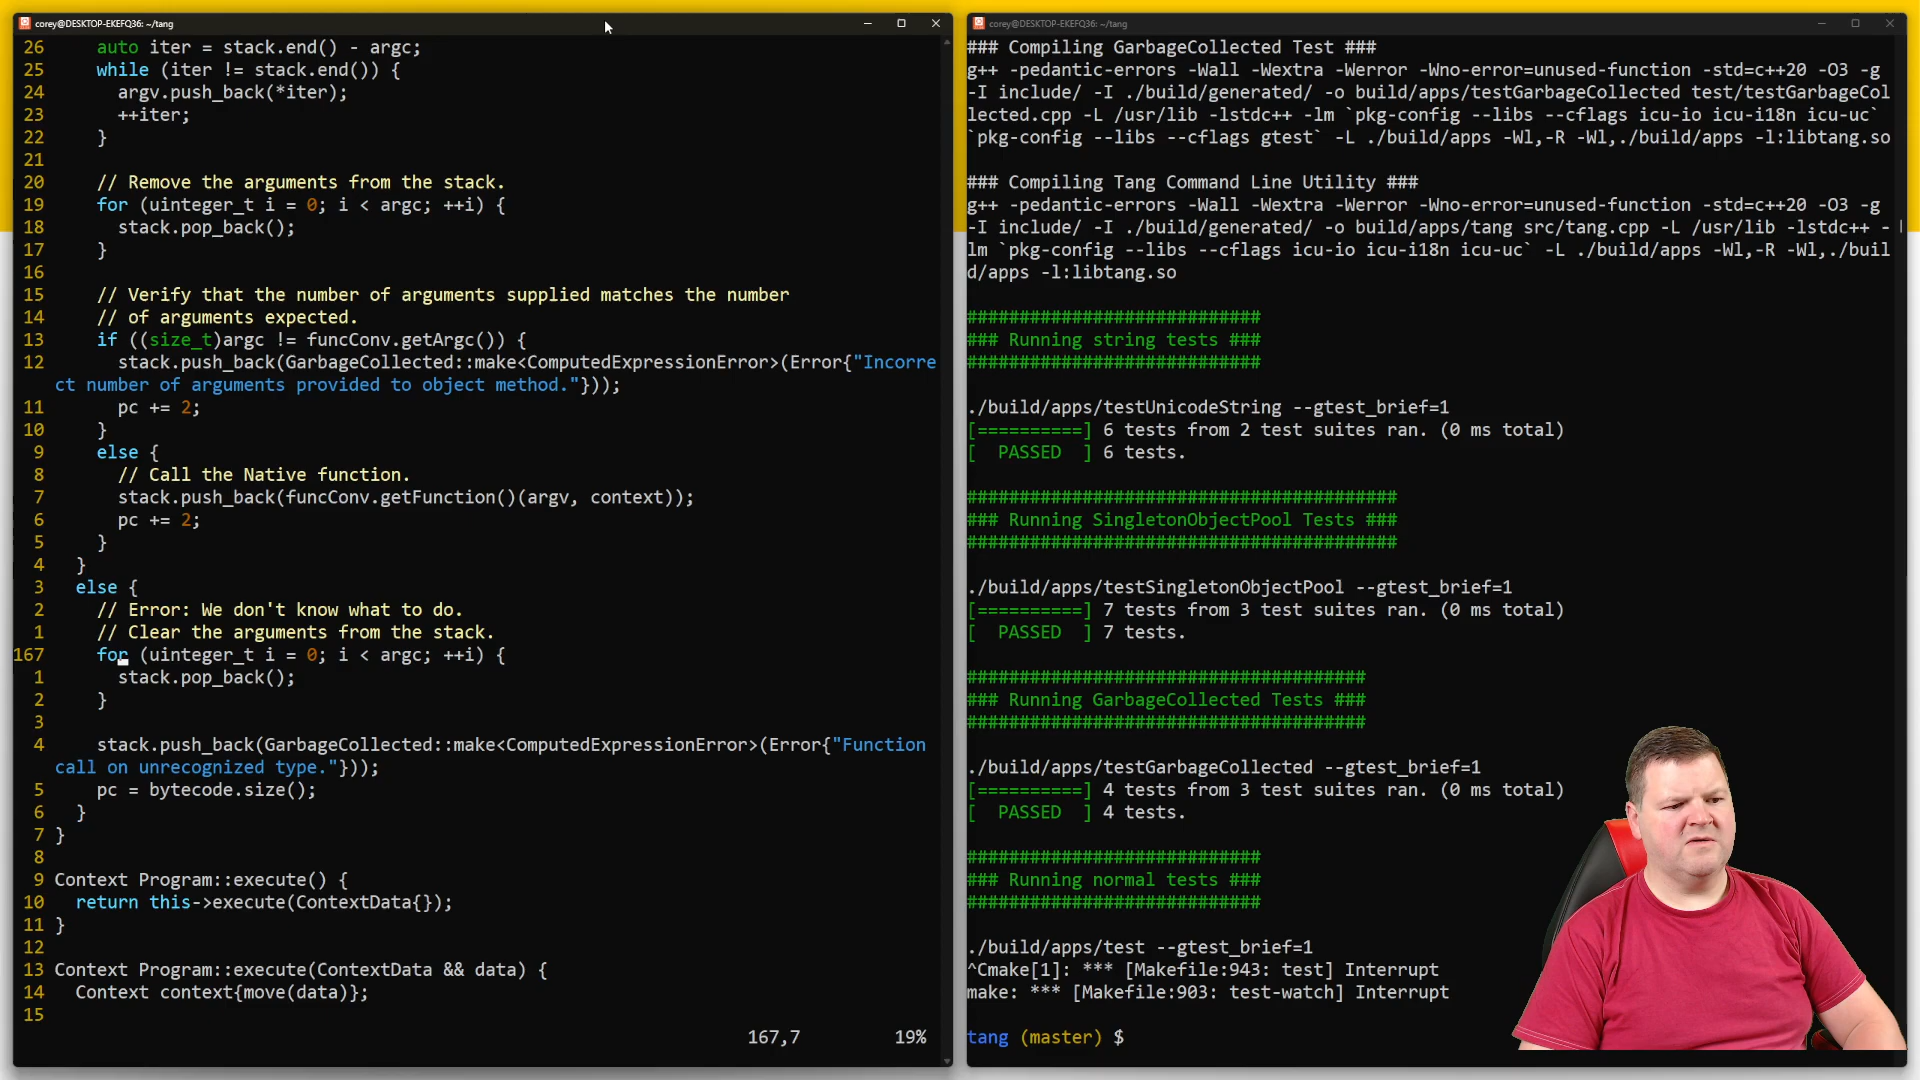 corey@DESKTOP-EKEFQ36: ~/tang
26 auto iter = stack.end() - argc;
25 while (iter != stack.end()) {
24 argv.push_back(*iter);
23 ++iter;
22 }
21
20 // Remove the arguments from the stack.
19 for (uinteger_t i = 0; i < argc; ++i) {
18 stack.pop_back();
17 }
16
15 // Verify that the number of arguments supplied matches the number
14 // of arguments expected.
13 if ((size_t)argc != funcConv.getArgc()) {
12 stack.push_back(GarbageCollected::make<ComputedExpressionError>(Error{"Incorre
ct number of arguments provided to object method."}));
11 pc += 2;
10 }
9 else {
8 // Call the Native function.
7 stack.push_back(funcConv.getFunction()(argv, context));
6 pc += 2;
5 }
4 }
3 else {
2 // Error: We don't know what to do.
1 // Clear the arguments from the stack.
167 for (uinteger_t i = 0; i < argc; ++i) {
1 stack.pop_back();
2 }
3
4 stack.push_back(GarbageCollected::make<ComputedExpressionError>(Error{"Function
call on unrecognized type."}));
5 pc = bytecode.size();
6 }
7 }
8
9 Context Program::execute() {
10 return this->execute(ContextData{});
11 }
12
13 Context Program::execute(ContextData && data) {
14 Context context{move(data)};
15
167,7 19%
corey@DESKTOP-EKEFQ36: ~/tang
### Compiling GarbageCollected Test ###
g++ -pedantic-errors -Wall -Wextra -Werror -Wno-error=unused-function -std=c++20 -O3 -g
-I include/ -I ./build/generated/ -o build/apps/testGarbageCollected test/testGarbageCol
lected.cpp -L /usr/lib -lstdc++ -lm `pkg-config --libs --cflags icu-io icu-i18n icu-uc`
`pkg-config --libs --cflags gtest` -L ./build/apps -Wl,-R -Wl,./build/apps -l:libtang.so
### Compiling Tang Command Line Utility ###
g++ -pedantic-errors -Wall -Wextra -Werror -Wno-error=unused-function -std=c++20 -O3 -g
-I include/ -I ./build/generated/ -o build/apps/tang src/tang.cpp -L /usr/lib -lstdc++ -l
lm `pkg-config --libs --cflags icu-io icu-i18n icu-uc` -L ./build/apps -Wl,-R -Wl,./buil
d/apps -l:libtang.so
############################
### Running string tests ###
############################
./build/apps/testUnicodeString --gtest_brief=1
[==========] 6 tests from 2 test suites ran. (0 ms total)
[  PASSED  ] 6 tests.
#########################################
### Running SingletonObjectPool Tests ###
#########################################
./build/apps/testSingletonObjectPool --gtest_brief=1
[==========] 7 tests from 3 test suites ran. (0 ms total)
[  PASSED  ] 7 tests.
######################################
### Running GarbageCollected Tests ###
######################################
./build/apps/testGarbageCollected --gtest_brief=1
[==========] 4 tests from 3 test suites ran. (0 ms total)
[  PASSED  ] 4 tests.
############################
### Running normal tests ###
############################
./build/apps/test --gtest_brief=1
^Cmake[1]: *** [Makefile:943: test] Interrupt
make: *** [Makefile:903: test-watch] Interrupt
tang (master) $